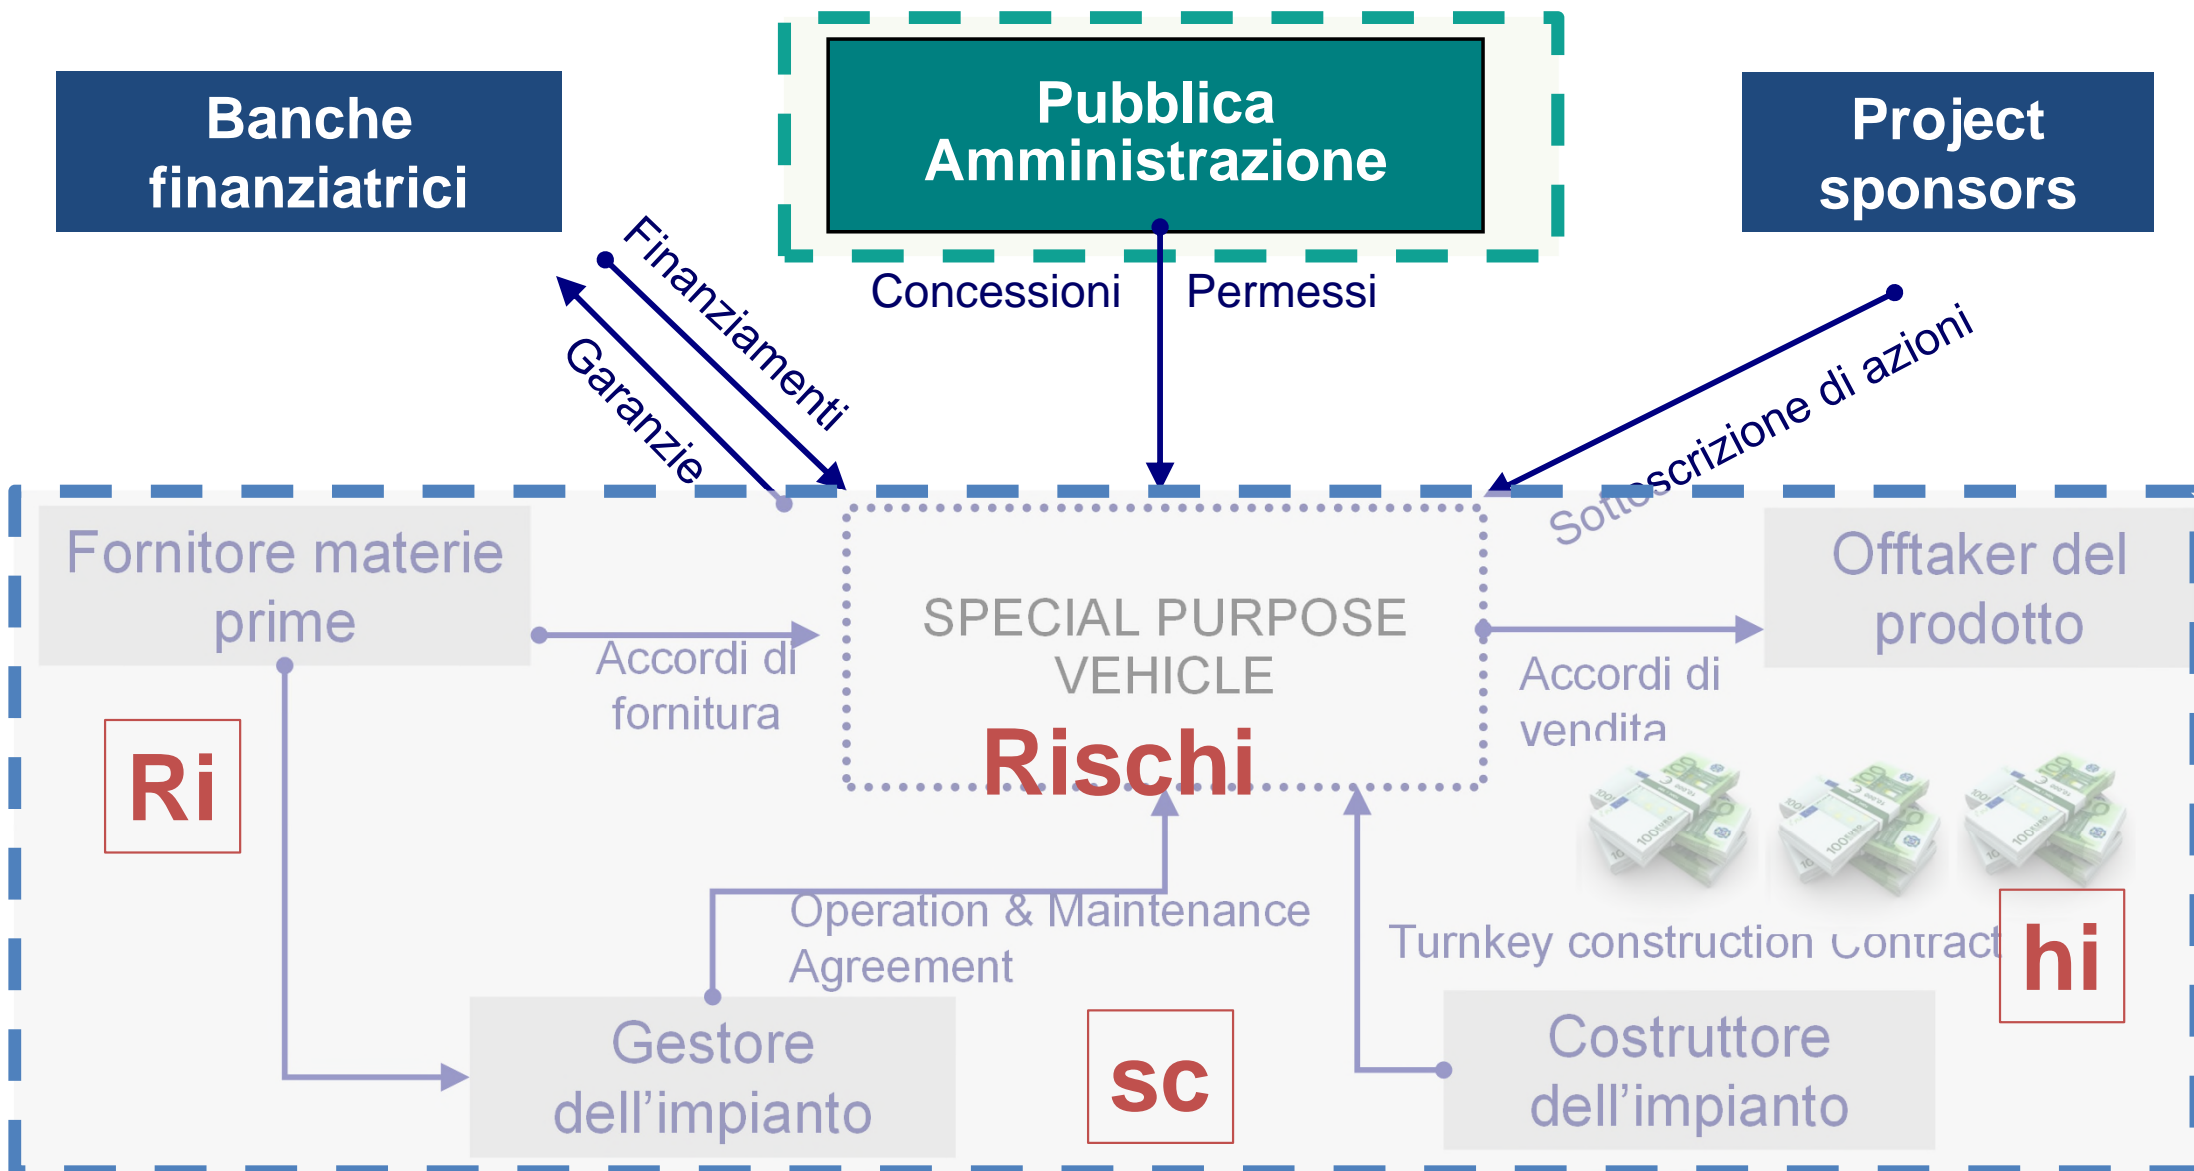 Banche
finanziatrici
Pubblica
Amministrazione
Project
sponsors
Finanziamenti
Garanzie
Concessioni
Permessi
Sottoscrizione di azioni
Fornitore materie
prime
Accordi di
fornitura
SPECIAL PURPOSE
VEHICLE
Rischi
Accordi di
vendita
Offtaker del
prodotto
Ri
Operation & Maintenance
Agreement
Turnkey construction Contract
hi
Gestore
dell’impianto
sc
Costruttore
dell’impianto